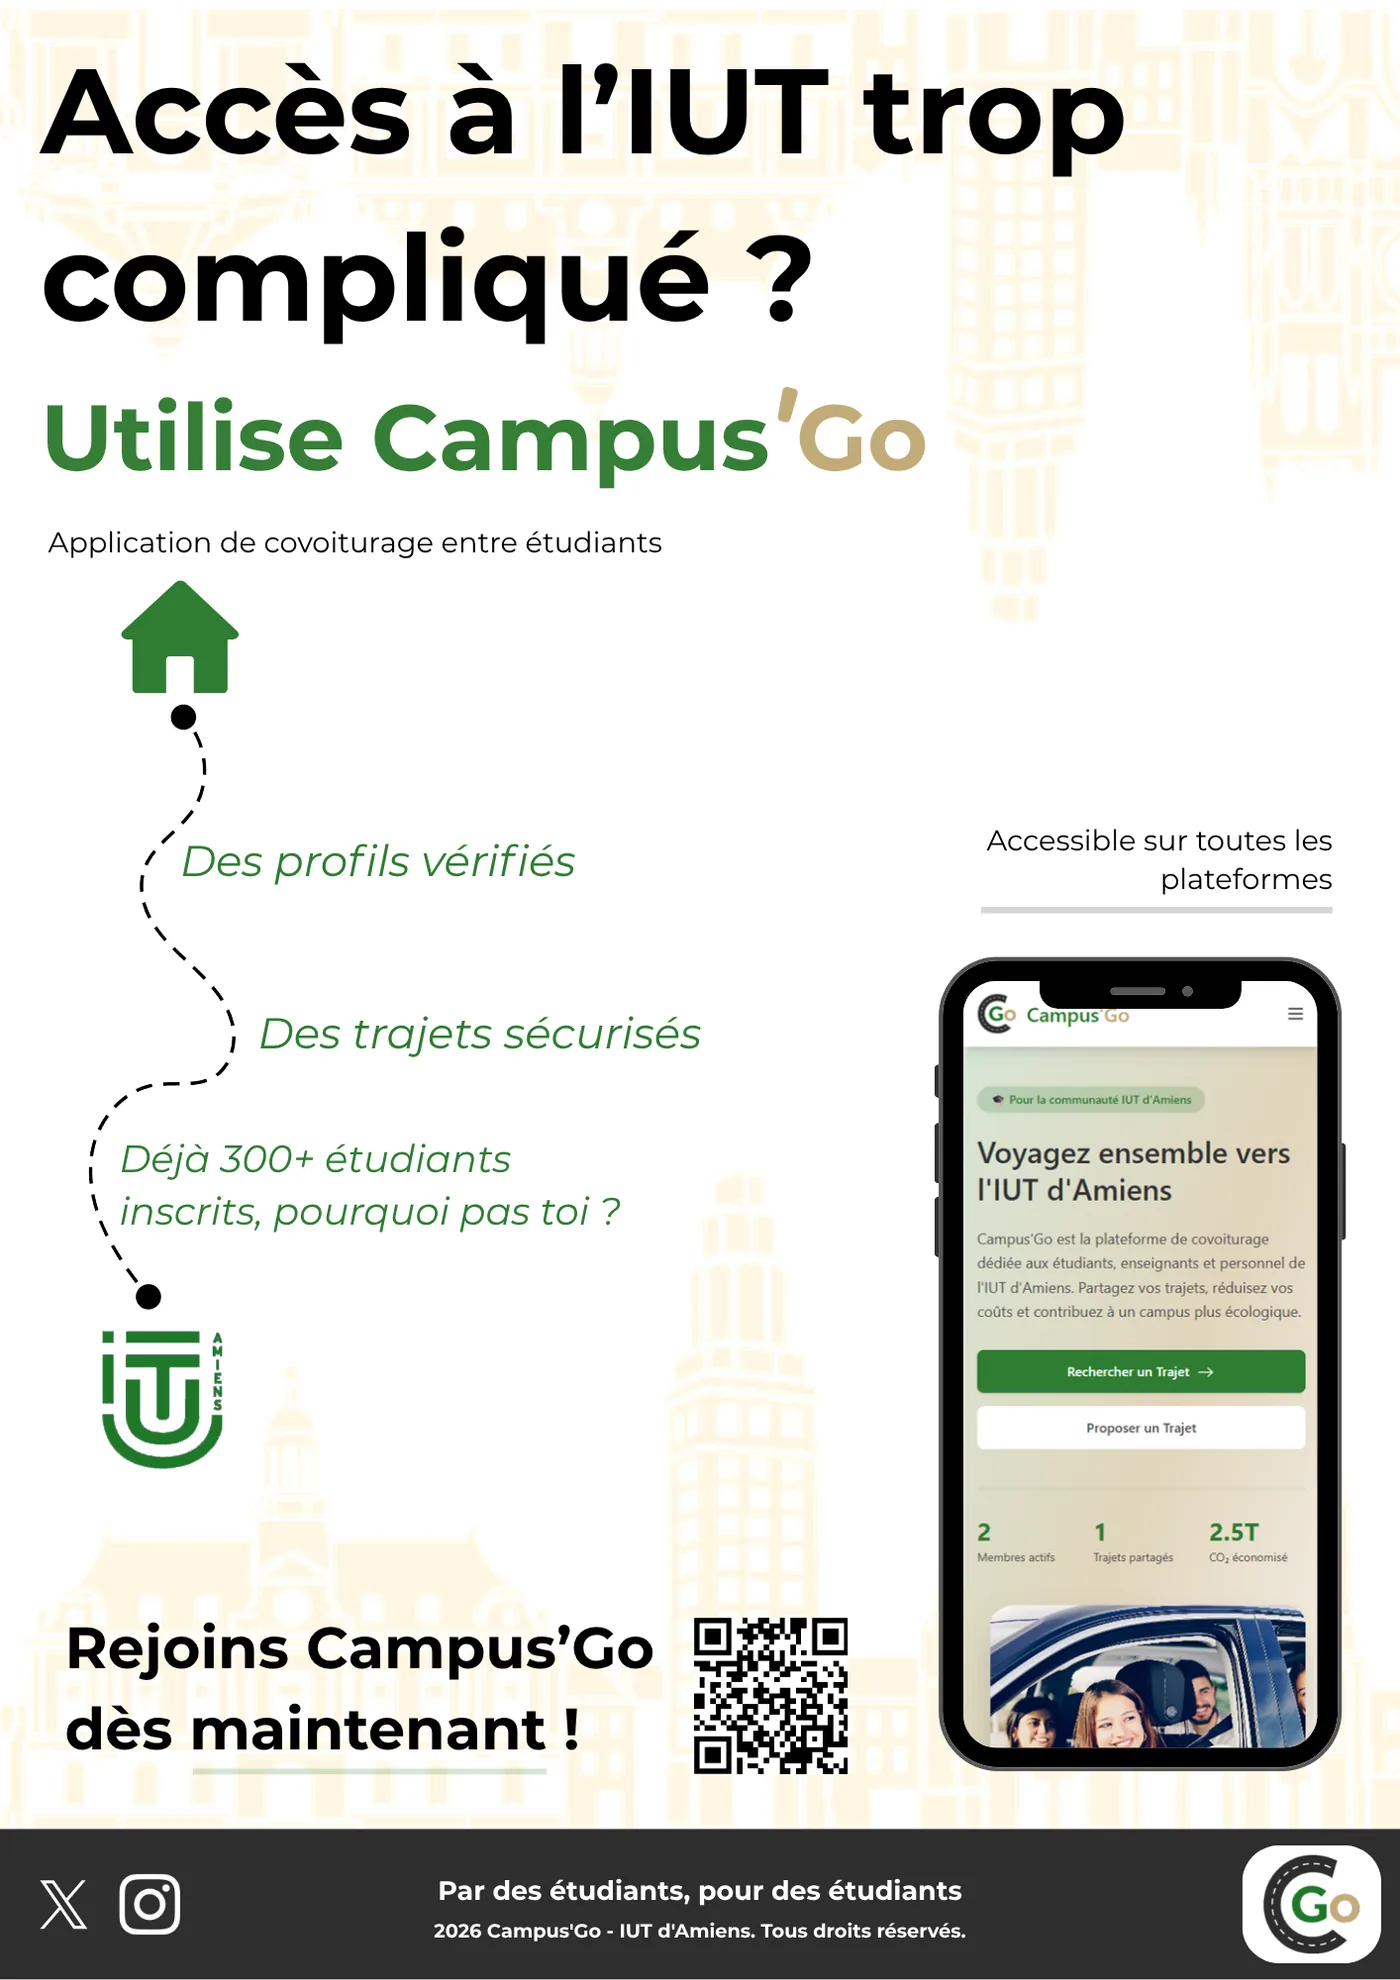 Accès à l’IUT trop
compliqué ?
Utilise Campus'Go
Application de covoiturage entre étudiants
Des profils vérifiés
Des trajets sécurisés
Déjà 300+ étudiants
inscrits, pourquoi pas toi ?
iUT
AMIENS
Accessible sur toutes les
plateformes
Go Campus'Go
Pour la communauté IUT d'Amiens
Voyagez ensemble vers
l'IUT d'Amiens
Campus'Go est la plateforme de covoiturage
dédiée aux étudiants, enseignants et personnel de
l'IUT d'Amiens. Partagez vos trajets, réduisez vos
coûts et contribuez à un campus plus écologique.
Rechercher un Trajet →
Proposer un Trajet
2 1 2.5T
Membres actifs Trajets partagés CO₂ économisé
Rejoins Campus’Go
dès maintenant !
Par des étudiants, pour des étudiants
2026 Campus'Go - IUT d'Amiens. Tous droits réservés.
Go